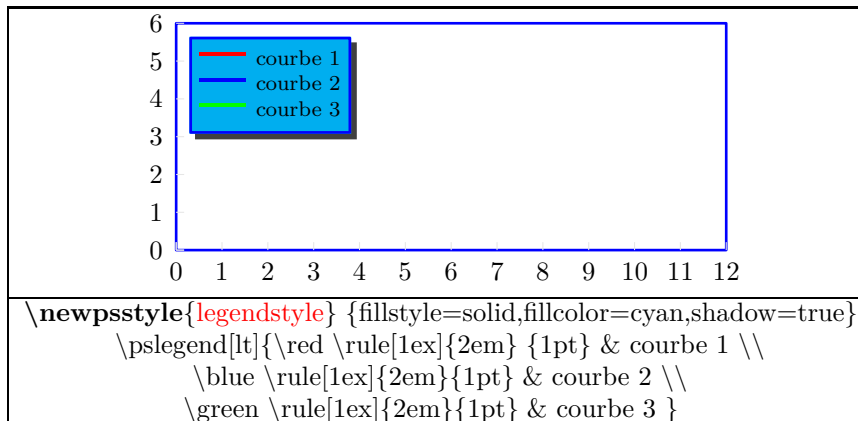 6
5
4
3
2
1
0
courbe 1
courbe 2
courbe 3
0 1 2 3 4 5 6 7 8 9 10 11 12
\newpsstyle{legendstyle} {fillstyle=solid,fillcolor=cyan,shadow=true}
\pslegend[lt]{\red \rule[1ex]{2em} {1pt} & courbe 1 \\
\blue \rule[1ex]{2em}{1pt} & courbe 2 \\
\green \rule[1ex]{2em}{1pt} & courbe 3 }